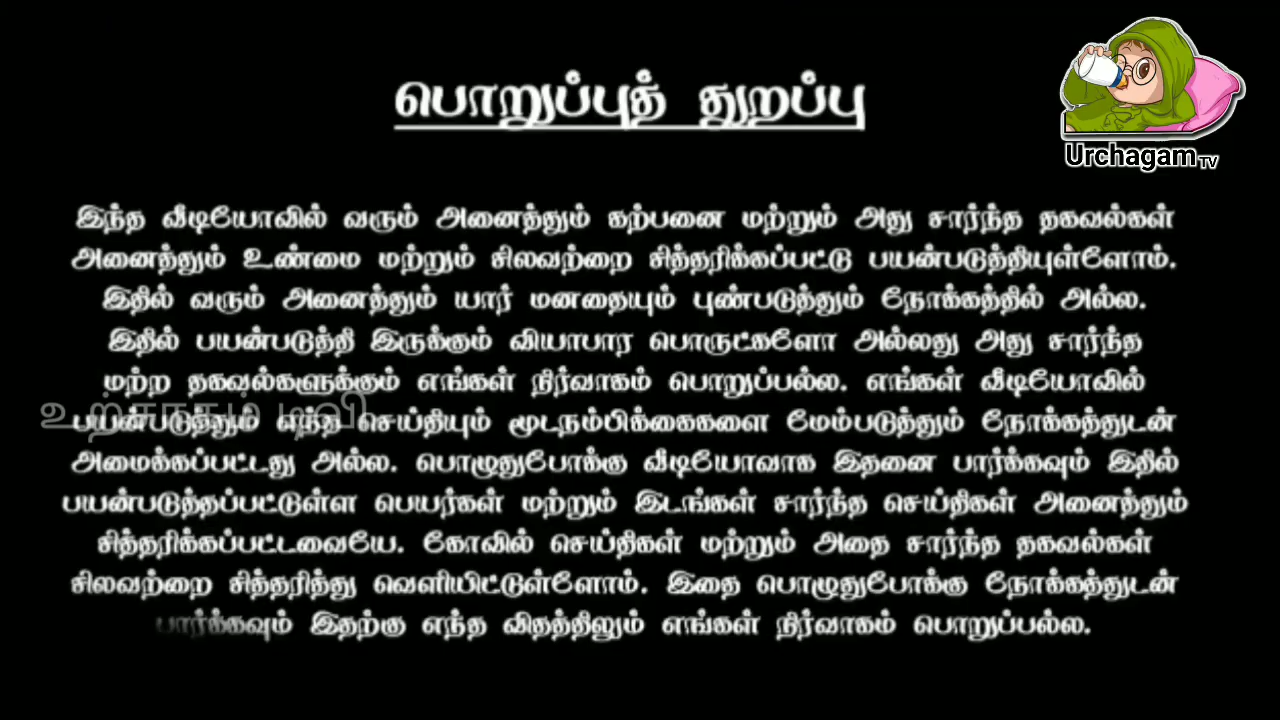 பொறுப்புத் துறப்பு
Urchagam TV
இந்த வீடியோவில் வரும் அனைத்தும் கற்பனை மற்றும் அது சார்ந்த தகவல்கள்
அனைத்தும் உண்மை மற்றும் சிலவற்றை சித்தரிக்கப்பட்டு பயன்படுத்தியுள்ளோம்.
இதில் வரும் அனைத்தும் யார் மனதையும் புண்படுத்தும் நோக்கத்தில் அல்ல.
இதில் பயன்படுத்தி இருக்கும் வியாபார பொருட்களோ அல்லது அது சார்ந்த
மற்ற தகவல்களுக்கும் எங்கள் நிர்வாகம் பொறுப்பல்ல. எங்கள் வீடியோவில்
உற்சாகம் டிவி
பயன்படுத்தும் எந்த செய்தியும் மூடநம்பிக்கைகளை மேம்படுத்தும் நோக்கத்துடன்
அமைக்கப்பட்டது அல்ல. பொழுதுபோக்கு வீடியோவாக இதனை பார்க்கவும் இதில்
பயன்படுத்தப்பட்டுள்ள பெயர்கள் மற்றும் இடங்கள் சார்ந்த செய்திகள் அனைத்தும்
சித்தரிக்கப்பட்டவையே. கோவில் செய்திகள் மற்றும் அதை சார்ந்த தகவல்கள்
சிலவற்றை சித்தரித்து வெளியிட்டுள்ளோம். இதை பொழுதுபோக்கு நோக்கத்துடன்
பார்க்கவும் இதற்கு எந்த விதத்திலும் எங்கள் நிர்வாகம் பொறுப்பல்ல.